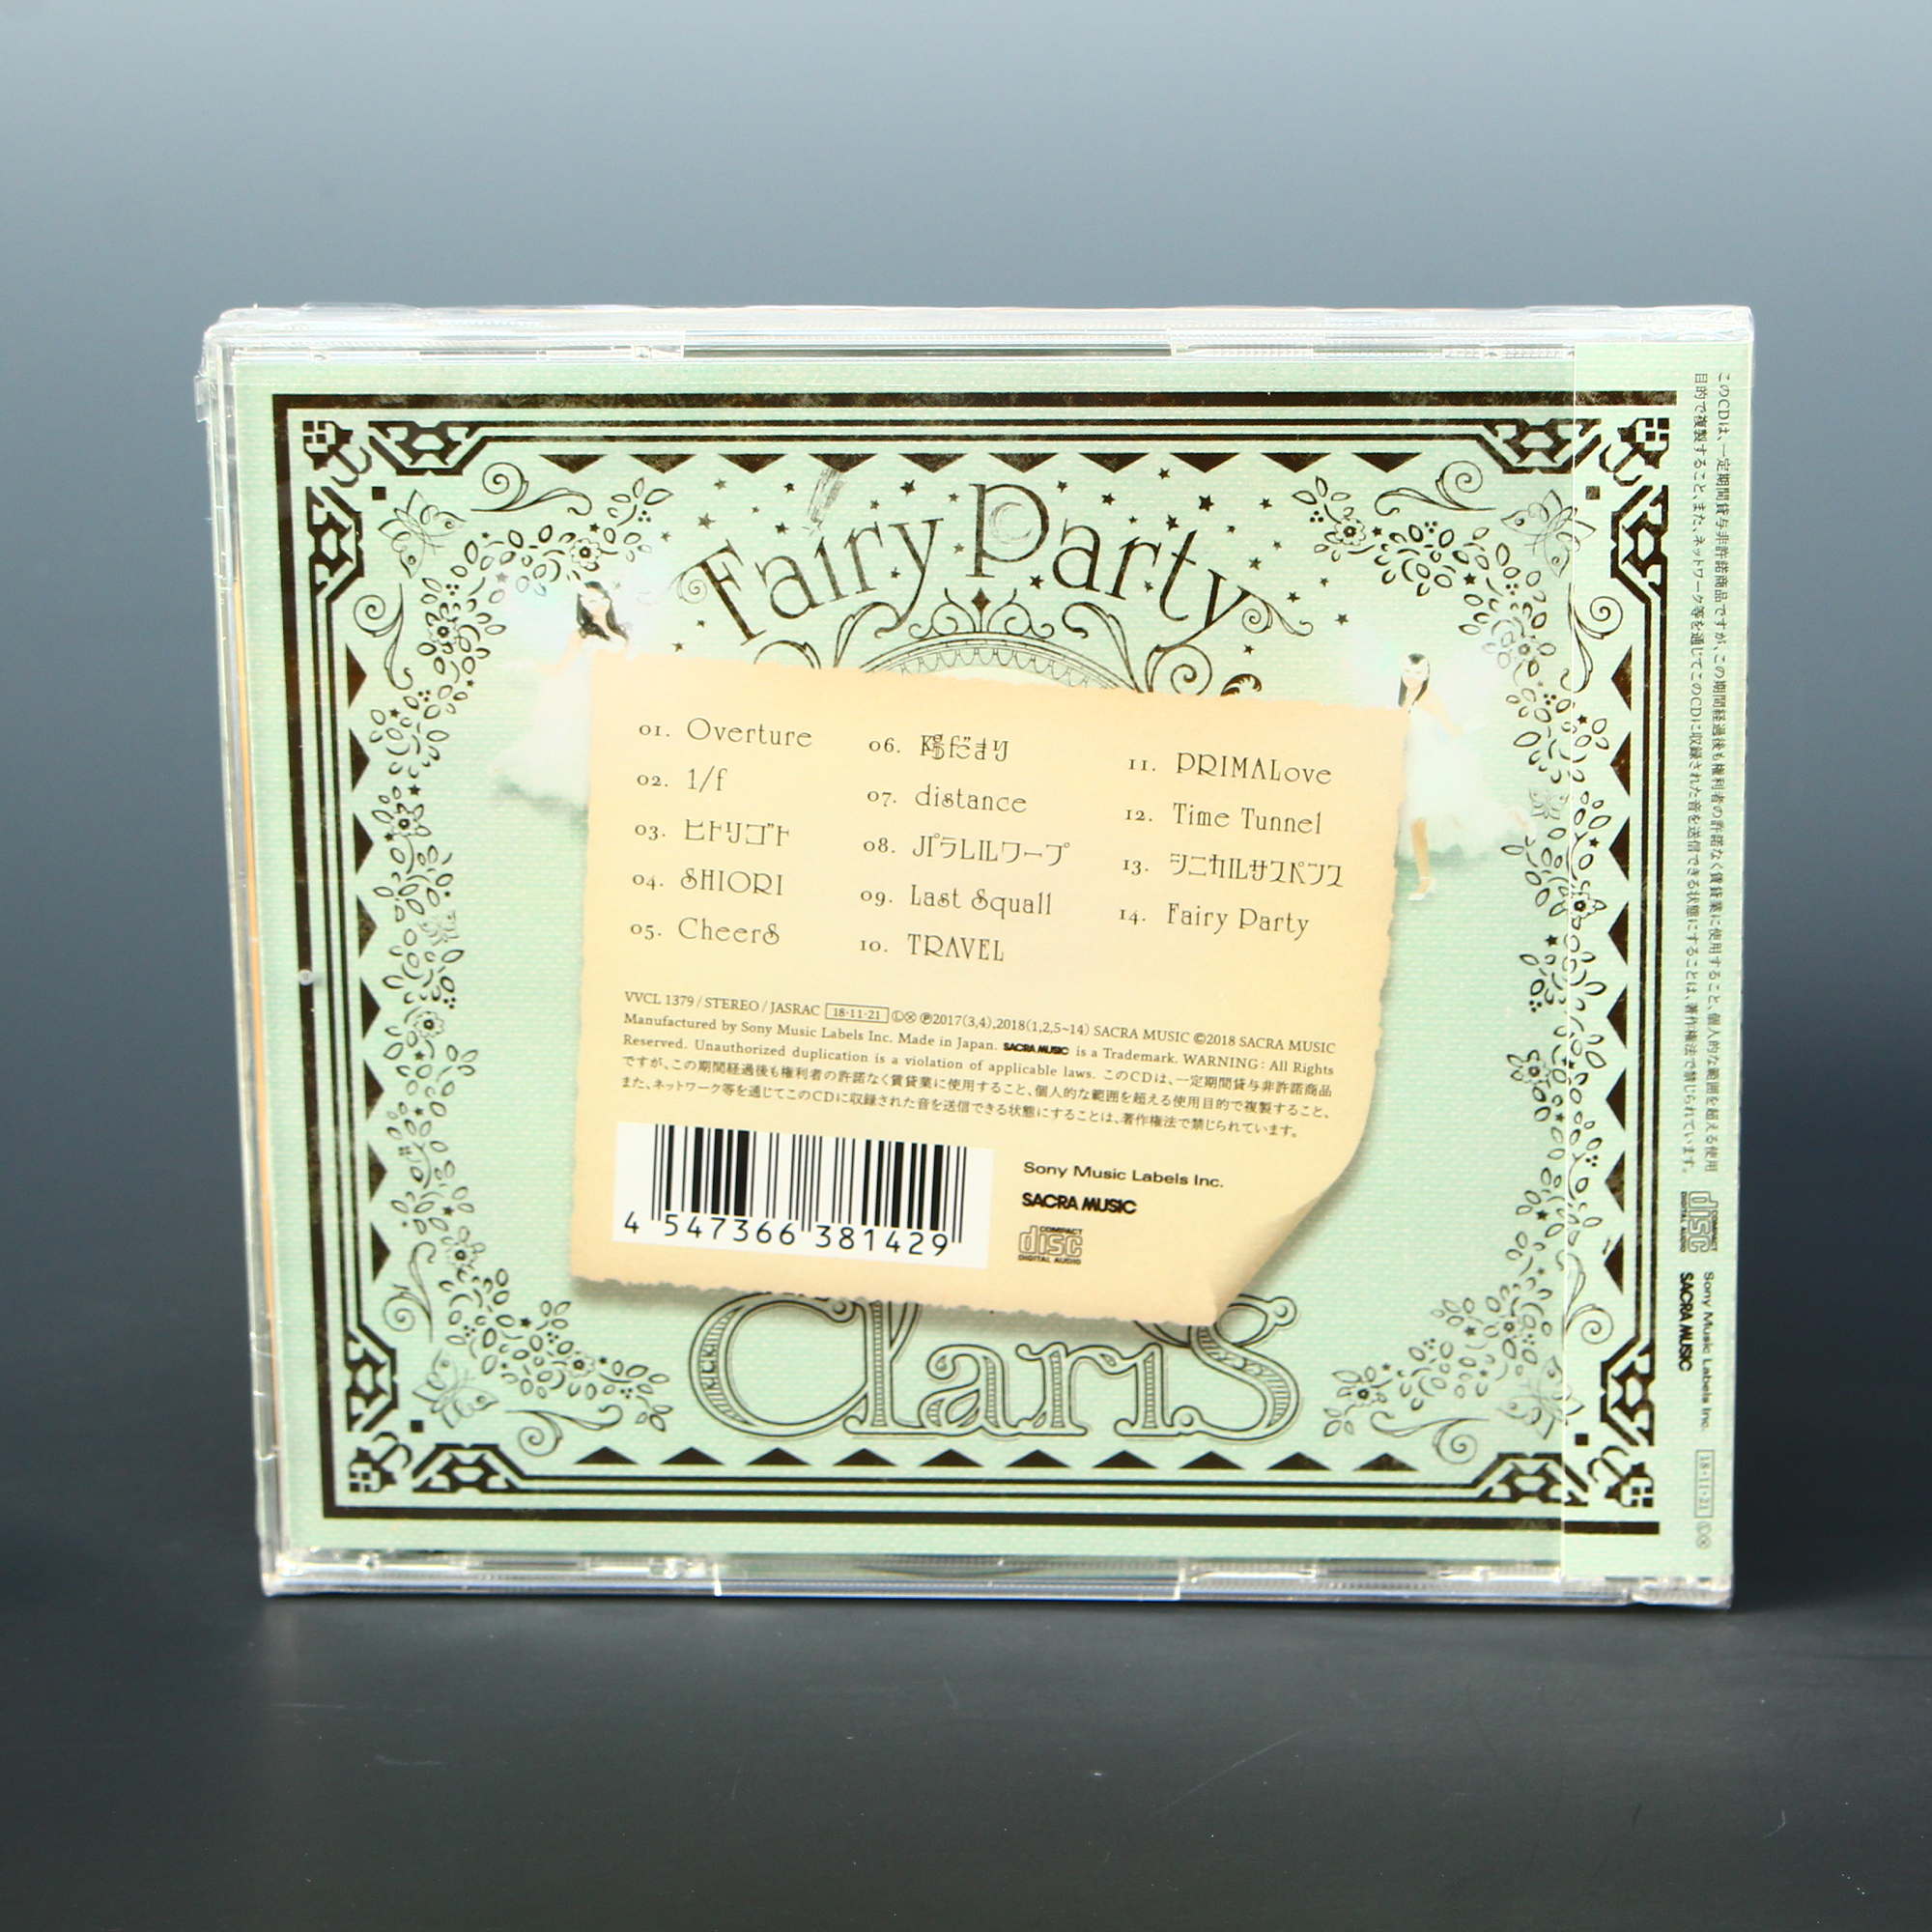 Fairy Party
01. Overture
02. 1/f
03. ヒトリゴト
04. SHIORI
05. CheerS
06. 陽だまり
07. distance
08. パラレルワープ
09. Last Squall
10. TRAVEL
11. PRIMALove
12. Time Tunnel
13. シニカルサスペンス
14. Fairy Party
VVCL 1379 / STEREO / JASRAC 18·11·21 Ⓛ⊗ ℗2017(3,4),2018(1,2,5~14) SACRA MUSIC ©2018 SACRA MUSIC
Manufactured by Sony Music Labels Inc. Made in Japan. SACRA MUSIC is a Trademark. WARNING: All Rights
Reserved. Unauthorized duplication is a violation of applicable laws. このCDは、一定期間貸与非許諾商品
ですが、この期間経過後も権利者の許諾なく賃貸業に使用すること、個人的な範囲を超える使用目的で複製すること、
また、ネットワーク等を通じてこのCDに収録された音を送信できる状態にすることは、著作権法で禁じられています。
4 547366 381429
Sony Music Labels Inc.
SACRA MUSIC
COMPACT
disc
DIGITAL AUDIO
ClariS
このCDは、一定期間貸与非許諾商品ですが、この期間経過後も権利者の許諾なく賃貸業に使用すること、個人的な範囲を超える使用
目的で複製すること、また、ネットワーク等を通じてこのCDに収録された音を送信できる状態にすることは、著作権法で禁じられています。
COMPACT
disc
DIGITAL AUDIO
Sony Music Labels Inc.
SACRA MUSIC
18·11·21 Ⓛ⊗